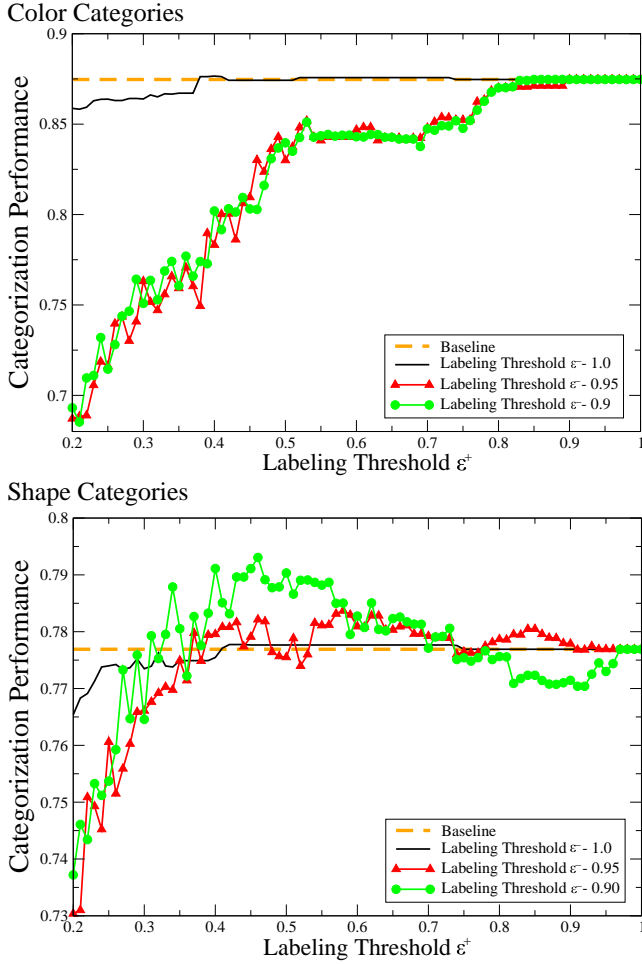 Color Categories
0.9
0.85
0.8
0.75
0.7
Categorization Performance
Baseline
Labeling Threshold ε⁻ - 1.0
Labeling Threshold ε⁻ - 0.95
Labeling Threshold ε⁻ - 0.9
0.2 0.3 0.4 0.5 0.6 0.7 0.8 0.9 1
Labeling Threshold ε⁺
Shape Categories
0.8
0.79
0.78
0.77
0.76
0.75
0.74
0.73
Categorization Performance
Baseline
Labeling Threshold ε⁻ - 1.0
Labeling Threshold ε⁻ - 0.95
Labeling Threshold ε⁻ - 0.90
0.2 0.3 0.4 0.5 0.6 0.7 0.8 0.9 1
Labeling Threshold ε⁺